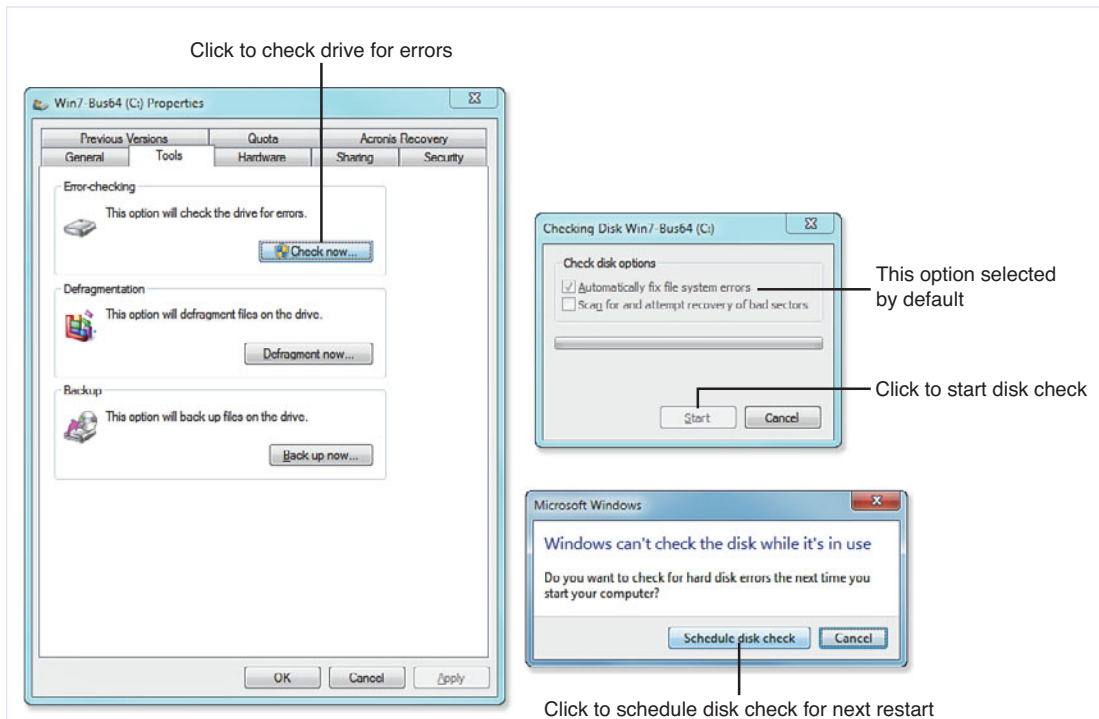 Click to check drive for errors
Win7-Bus64 (C:) Properties
Previous Versions Quota Acronis Recovery
General Tools Hardware Sharing Security
Error-checking
This option will check the drive for errors.
Check now...
Defragmentation
This option will defragment files on the drive.
Defragment now...
Backup
This option will back up files on the drive.
Back up now...
OK Cancel Apply
Checking Disk Win7-Bus64 (C:)
Check disk options
Automatically fix file system errors
Scan for and attempt recovery of bad sectors
Start Cancel
This option selected
by default
Click to start disk check
Microsoft Windows
Windows can't check the disk while it's in use
Do you want to check for hard disk errors the next time you
start your computer?
Schedule disk check Cancel
Click to schedule disk check for next restart